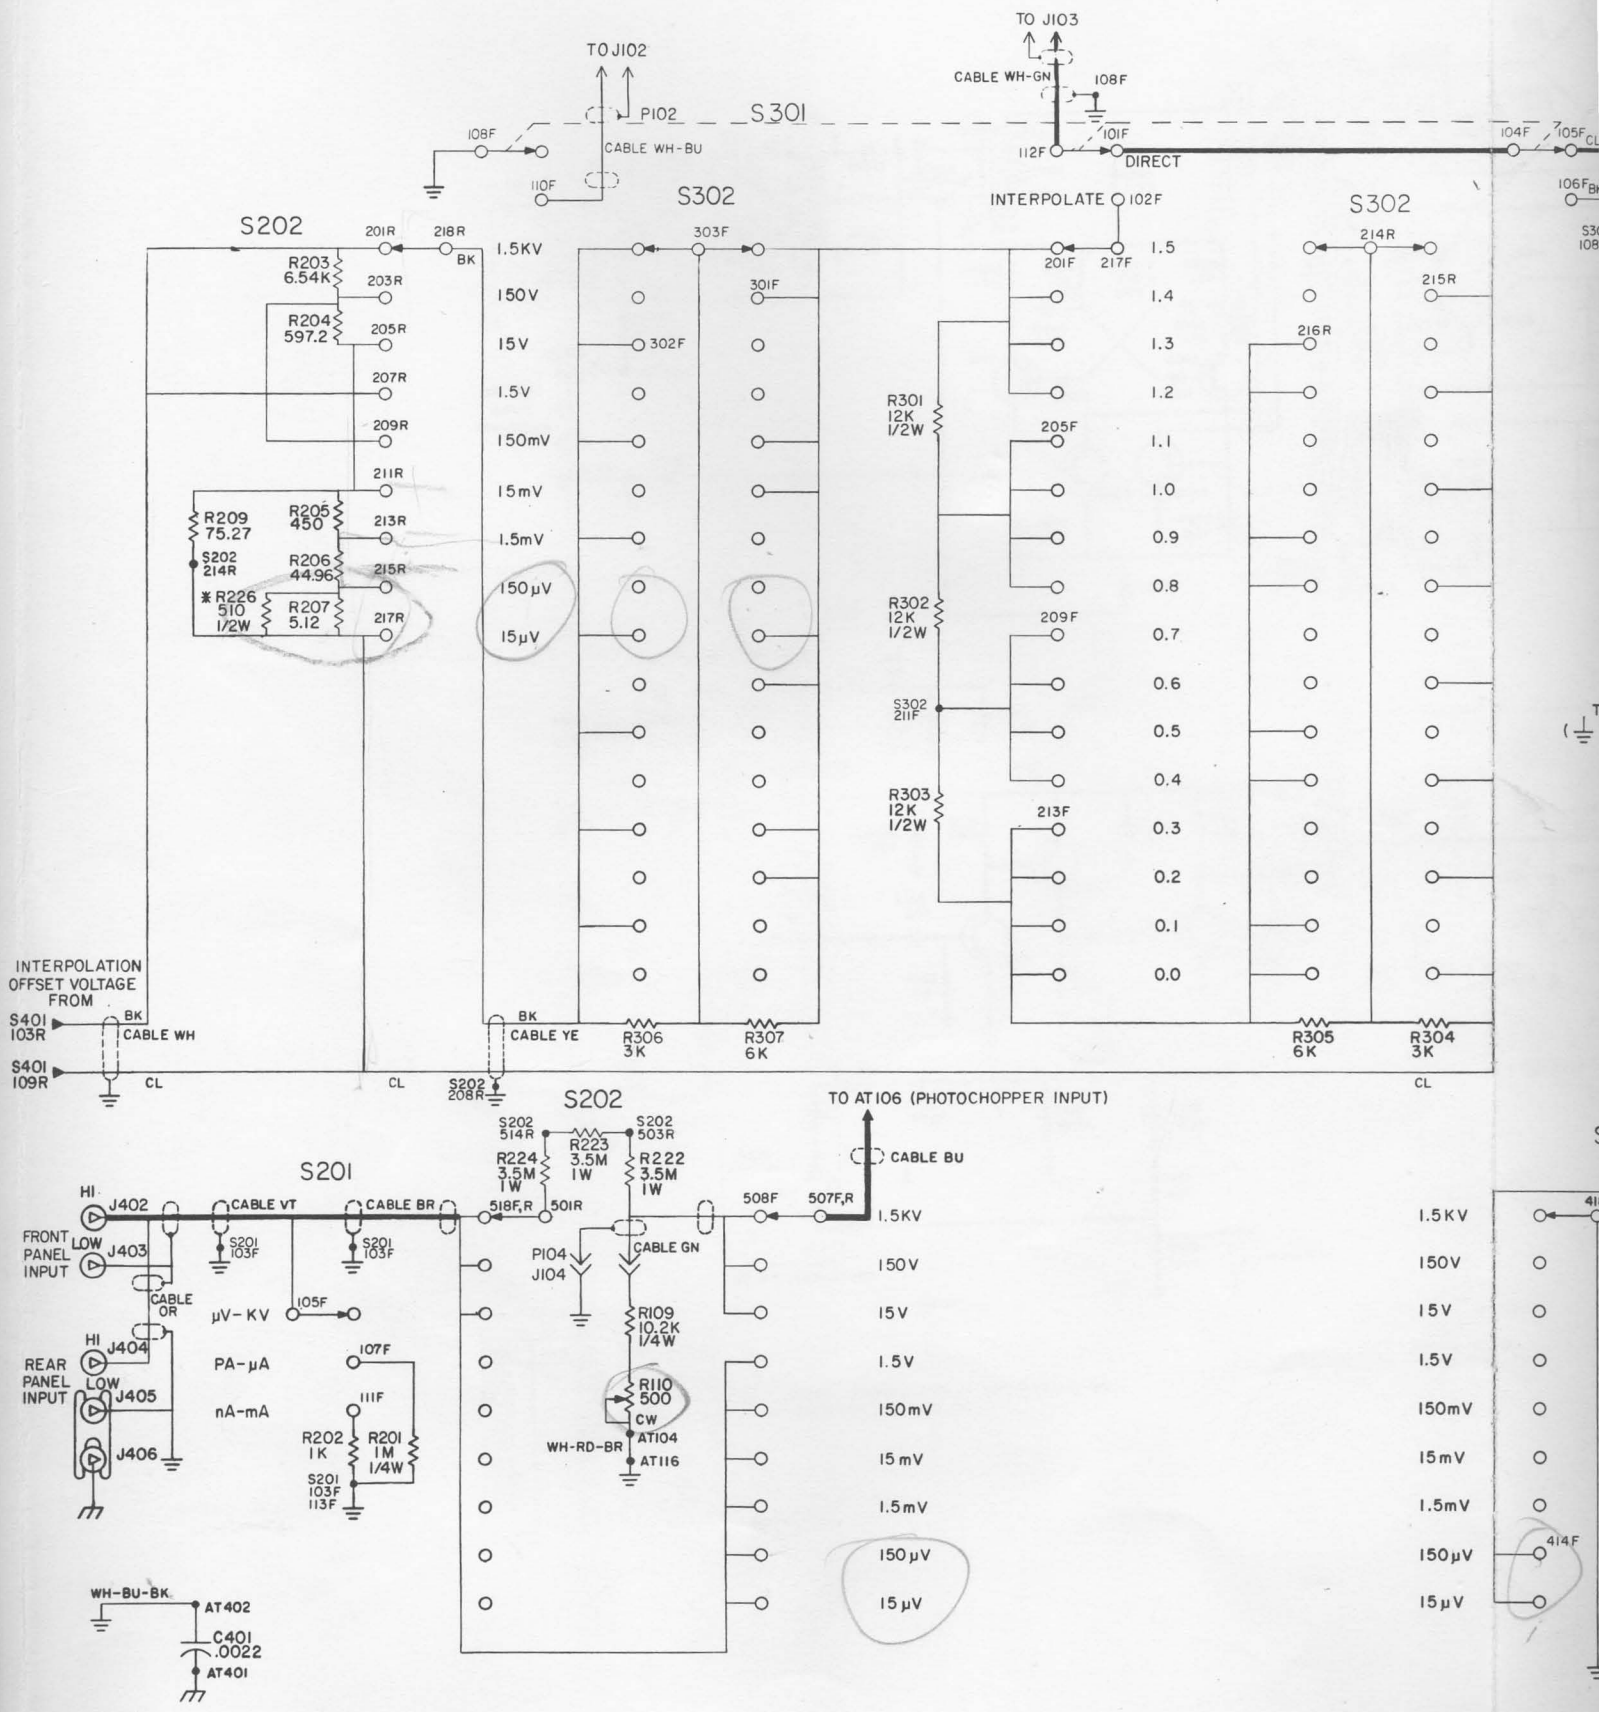 TO J103
TO J102
CABLE WH-GN
108F
P102
S301
108F
CABLE WH-BU
112F
101F
DIRECT
104F
105F
CL
110F
106F
S302
INTERPOLATE
102F
S302
S202
201R
218R
BK
1.5KV
303F
201F
217F
1.5
214R
R203
6.54K
203R
150V
301F
1.4
215R
R204
597.2
205R
15V
302F
1.3
216R
207R
1.5V
1.2
R301
12K
1/2W
209R
150mV
205F
1.1
211R
15mV
1.0
R209
75.27
R205
450
213R
1.5mV
0.9
S202
214R
R206
44.96
215R
150µV
0.8
* R226
510
1/2W
R207
5.12
217R
15µV
R302
12K
1/2W
209F
0.7
0.6
S302
211F
0.5
0.4
R303
12K
1/2W
213F
0.3
0.2
0.1
0.0
INTERPOLATION
OFFSET VOLTAGE
FROM
S401
103R
BK
CABLE WH
BK
CABLE YE
R306
3K
R307
6K
R305
6K
R304
3K
S401
109R
CL
CL
S202
208R
CL
S202
TO AT106 (PHOTOCHOPPER INPUT)
S202
514R
R223
3.5M
1W
S202
503R
R224
3.5M
1W
R222
3.5M
1W
CABLE BU
S201
HI
J402
CABLE VT
CABLE BR
518F,R
501R
508F
507F,R
1.5KV
1.5KV
FRONT
PANEL
INPUT
LOW
J403
S201
103F
S201
103F
P104
J104
CABLE GN
150V
150V
CABLE
OR
µV-KV
105F
R109
10.2K
1/4W
15V
15V
HI
J404
REAR
PANEL
INPUT
PA-µA
107F
1.5V
1.5V
LOW
J405
nA-mA
111F
R110
500
CW
150mV
150mV
J406
R202
1K
R201
1M
1/4W
WH-RD-BR
AT104
AT116
15mV
15mV
S201
103F
113F
1.5mV
1.5mV
150µV
150µV
414F
15µV
15µV
WH-BU-BK
AT402
C401
.0022
AT401